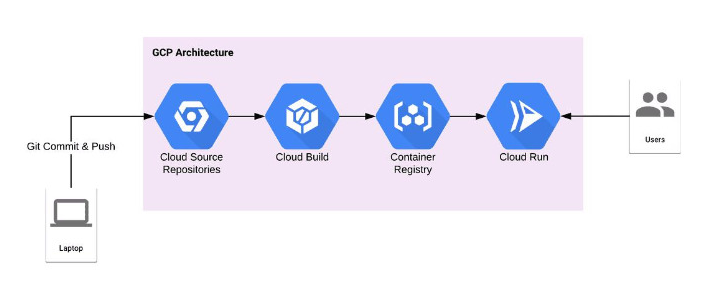 GCP Architecture
Git Commit & Push
Cloud Source
Repositories
Cloud Build
Container
Registry
Cloud Run
Users
Laptop